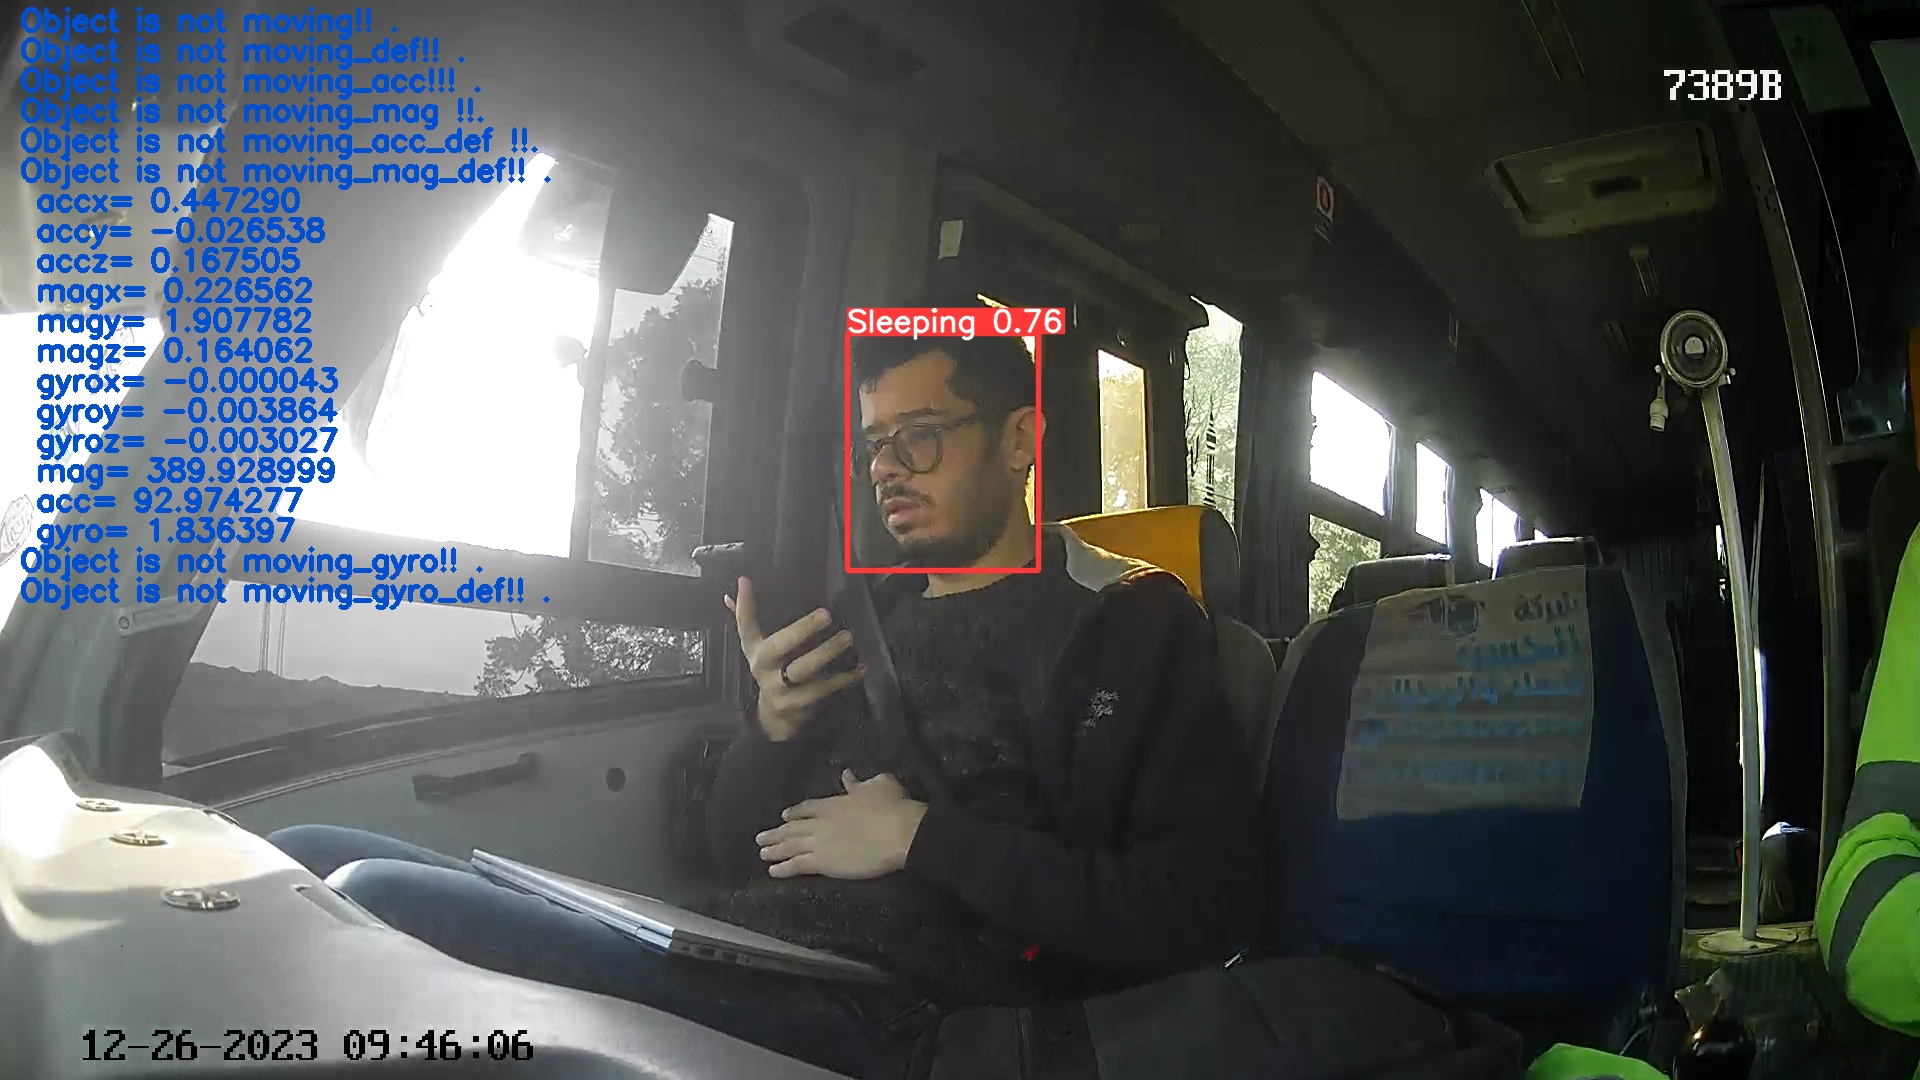 Object is not moving!! .
Object is not moving_def!! .
Object is not moving_acc!!! .
Object is not moving_mag !!.
Object is not moving_acc_def !!.
Object is not moving_mag_def!! .
accx= 0.447290
accy= -0.026538
accz= 0.167505
magx= 0.226562
magy= 1.907782
magz= 0.164062
gyrox= -0.000043
gyroy= -0.003864
gyroz= -0.003027
mag= 389.928999
acc= 92.974277
gyro= 1.836397
Object is not moving_gyro!! .
Object is not moving_gyro_def!! .
7389B
Sleeping 0.76
شركة
12-26-2023 09:46:06